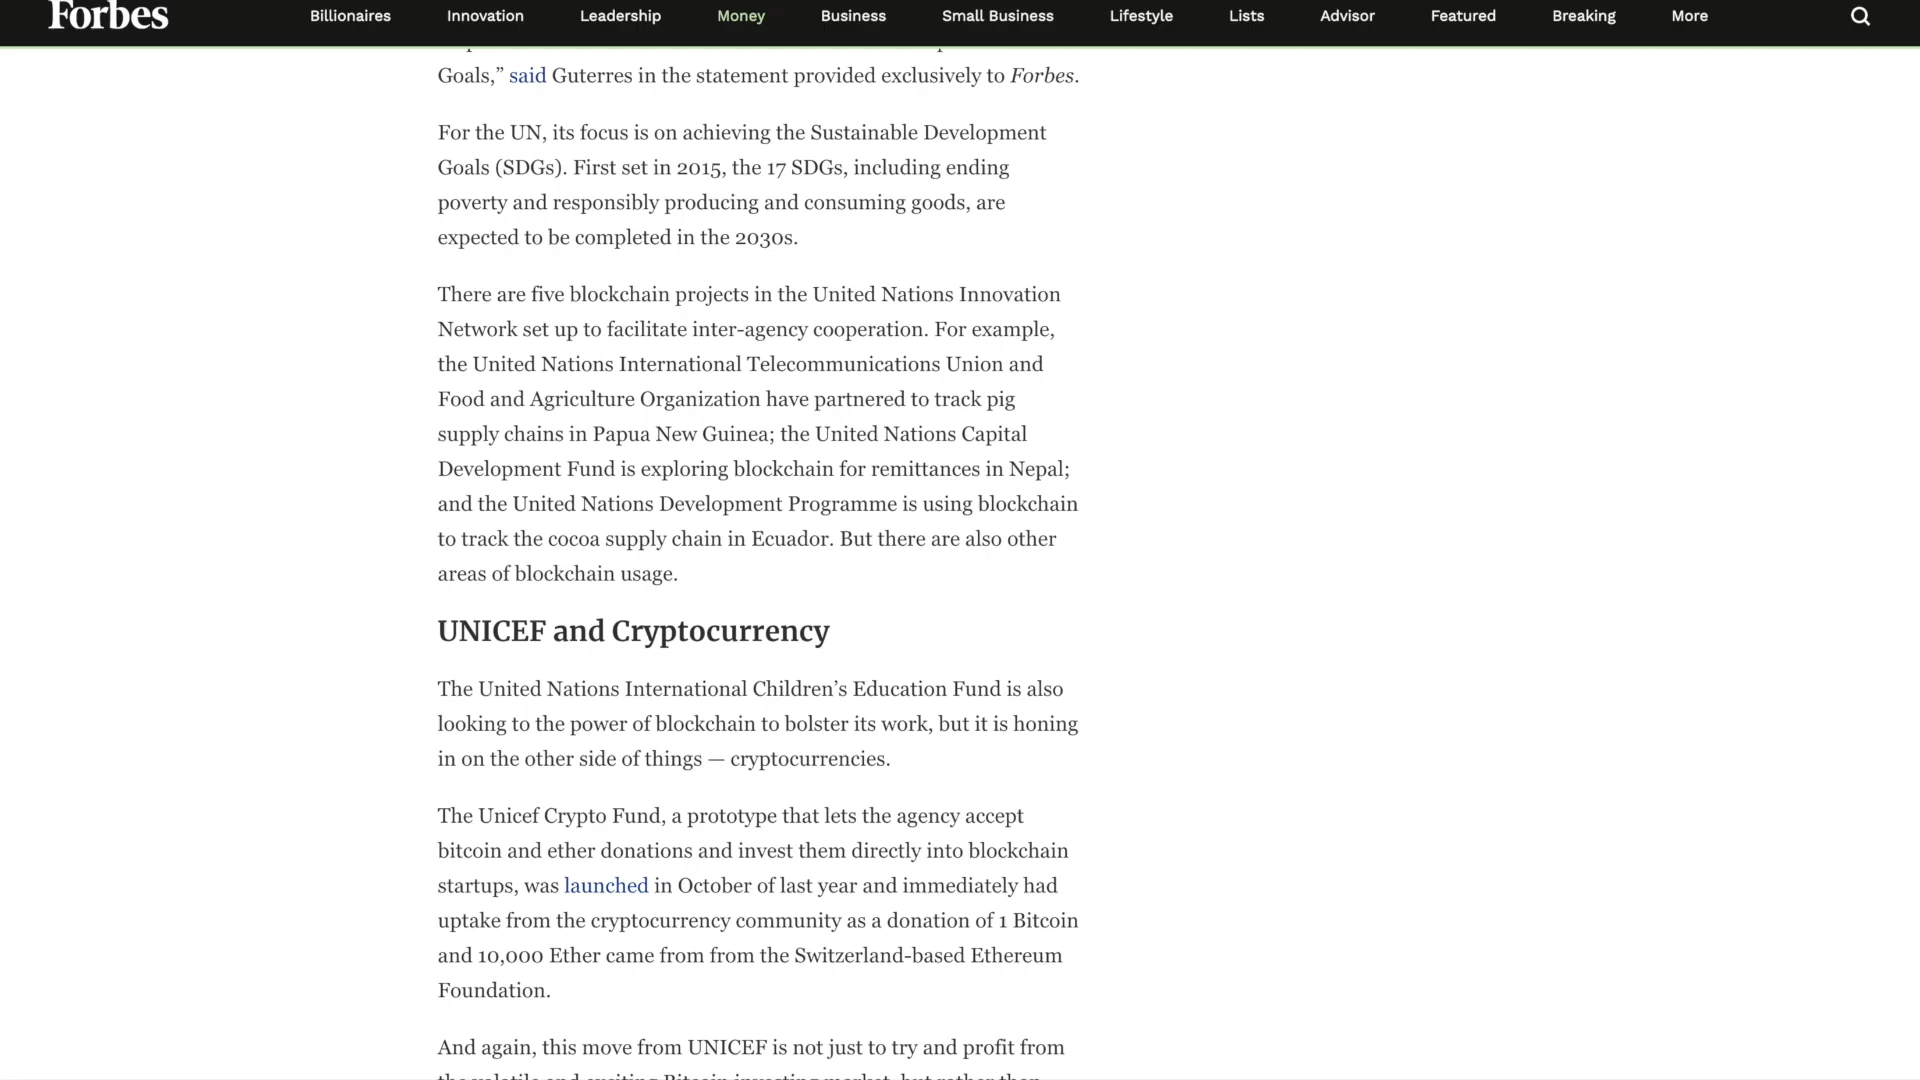 Forbes
Billionaires Innovation Leadership Money Business Small Business Lifestyle Lists Advisor Featured Breaking More
Goals,” said Guterres in the statement provided exclusively to Forbes.
For the UN, its focus is on achieving the Sustainable Development
Goals (SDGs). First set in 2015, the 17 SDGs, including ending
poverty and responsibly producing and consuming goods, are
expected to be completed in the 2030s.
There are five blockchain projects in the United Nations Innovation
Network set up to facilitate inter-agency cooperation. For example,
the United Nations International Telecommunications Union and
Food and Agriculture Organization have partnered to track pig
supply chains in Papua New Guinea; the United Nations Capital
Development Fund is exploring blockchain for remittances in Nepal;
and the United Nations Development Programme is using blockchain
to track the cocoa supply chain in Ecuador. But there are also other
areas of blockchain usage.
UNICEF and Cryptocurrency
The United Nations International Children’s Education Fund is also
looking to the power of blockchain to bolster its work, but it is honing
in on the other side of things — cryptocurrencies.
The Unicef Crypto Fund, a prototype that lets the agency accept
bitcoin and ether donations and invest them directly into blockchain
startups, was launched in October of last year and immediately had
uptake from the cryptocurrency community as a donation of 1 Bitcoin
and 10,000 Ether came from from the Switzerland-based Ethereum
Foundation.
And again, this move from UNICEF is not just to try and profit from